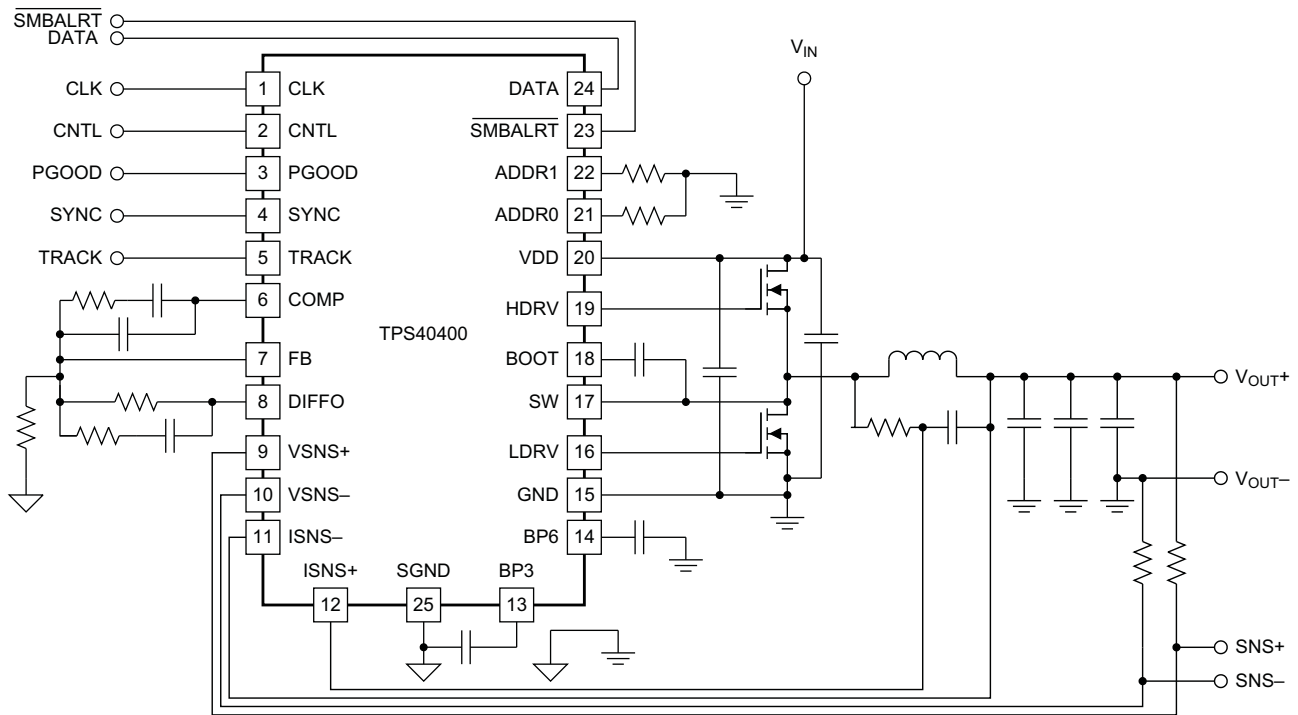 SMBALRT
DATA
CLK
1
CLK
CNTL
2
CNTL
PGOOD
3
PGOOD
SYNC
4
SYNC
TRACK
5
TRACK
6
COMP
7
FB
8
DIFFO
9
VSNS+
10
VSNS–
11
ISNS–
ISNS+
12
SGND
25
BP3
13
TPS40400
DATA
24
SMBALRT
23
ADDR1
22
ADDR0
21
VDD
20
HDRV
19
BOOT
18
SW
17
LDRV
16
GND
15
BP6
14
VIN
VOUT+
VOUT–
SNS+
SNS–